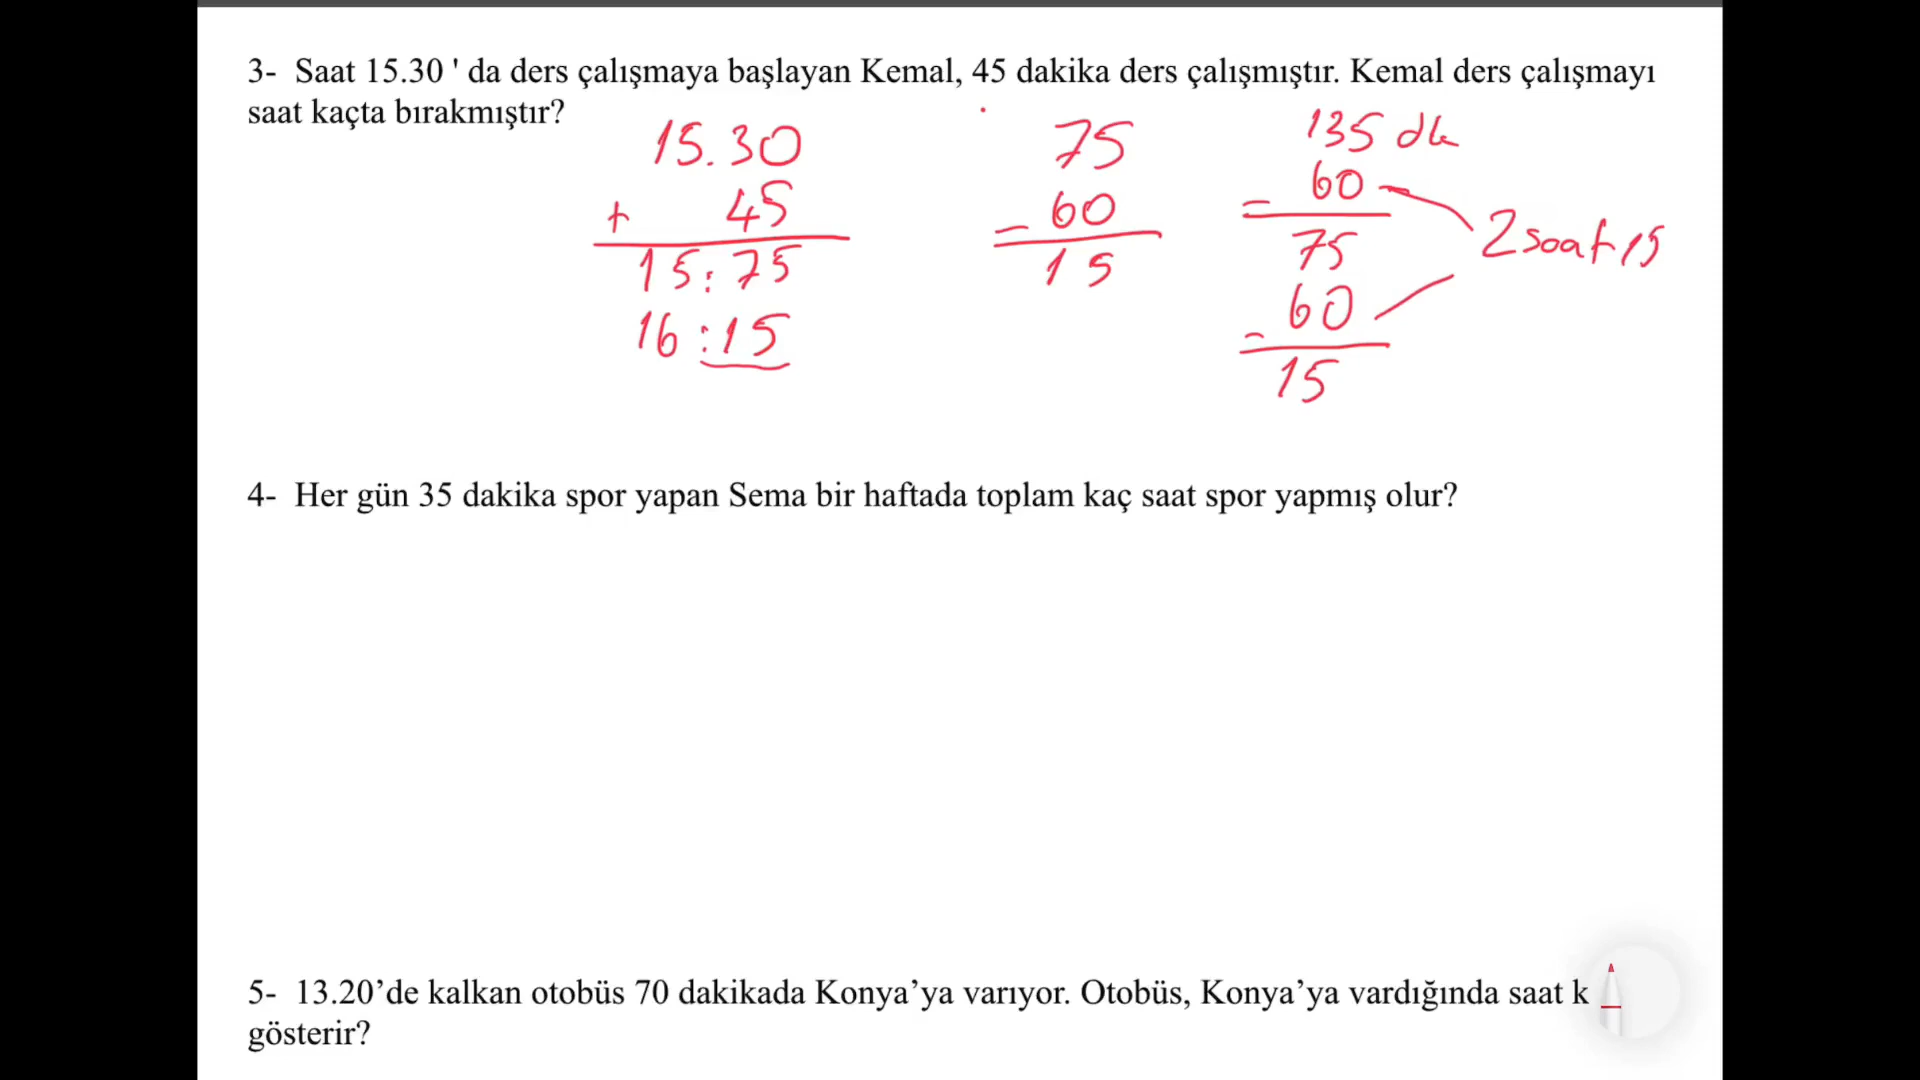 3- Saat 15.30 ' da ders çalışmaya başlayan Kemal, 45 dakika ders çalışmıştır. Kemal ders çalışmayı
saat kaçta bırakmıştır?
15.30
+ 45
15:75
16:15
75
- 60
15
135 dk
- 60
75
- 60
15
2 saat 15
4- Her gün 35 dakika spor yapan Sema bir haftada toplam kaç saat spor yapmış olur?
5- 13.20’de kalkan otobüs 70 dakikada Konya’ya varıyor. Otobüs, Konya’ya vardığında saat k
gösterir?